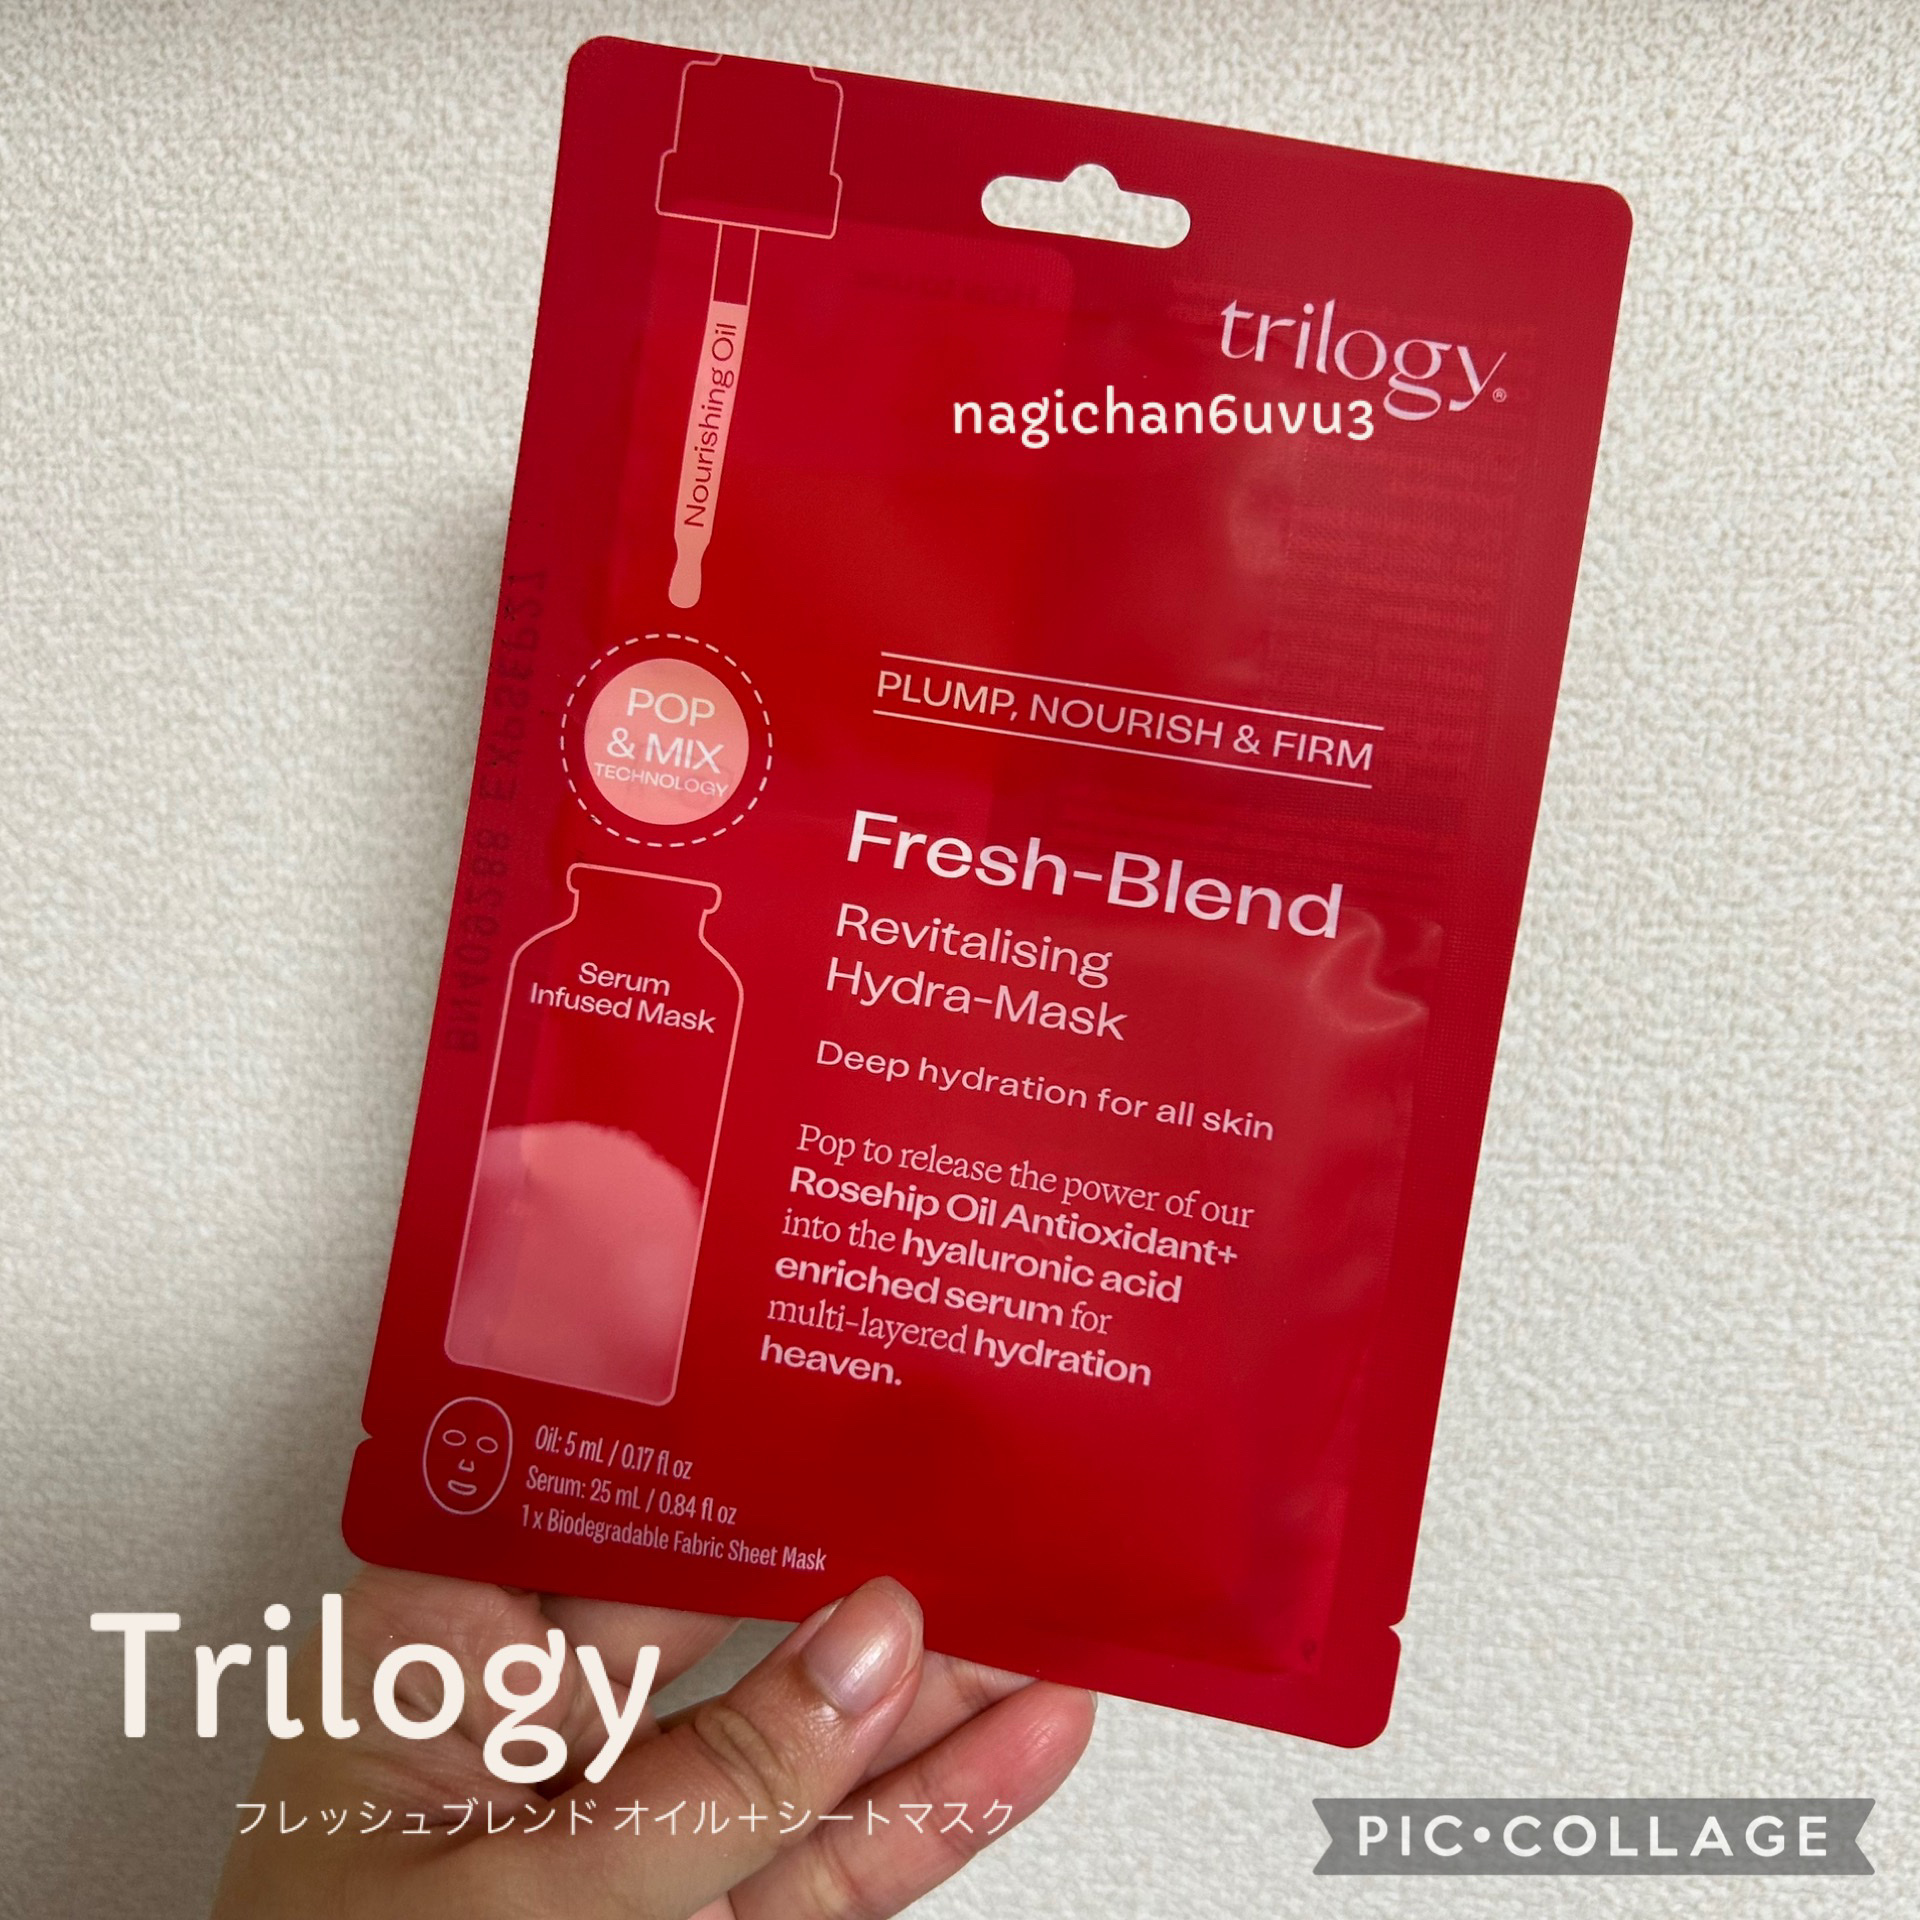 trilogy®
nagichan6uvu3
Nourishing Oil
POP
& MIX
TECHNOLOGY
PLUMP, NOURISH & FIRM
Fresh-Blend
Revitalising
Hydra-Mask
Deep hydration for all skin
Serum
Infused Mask
Pop to release the power of our
Rosehip Oil Antioxidant+
into the hyaluronic acid
enriched serum for
multi-layered hydration
heaven.
Oil: 5 mL / 0.17 fl oz
Serum: 25 mL / 0.84 fl oz
1 x Biodegradable Fabric Sheet Mask
Trilogy
フレッシュブレンド オイル＋シートマスク
PIC•COLLAGE